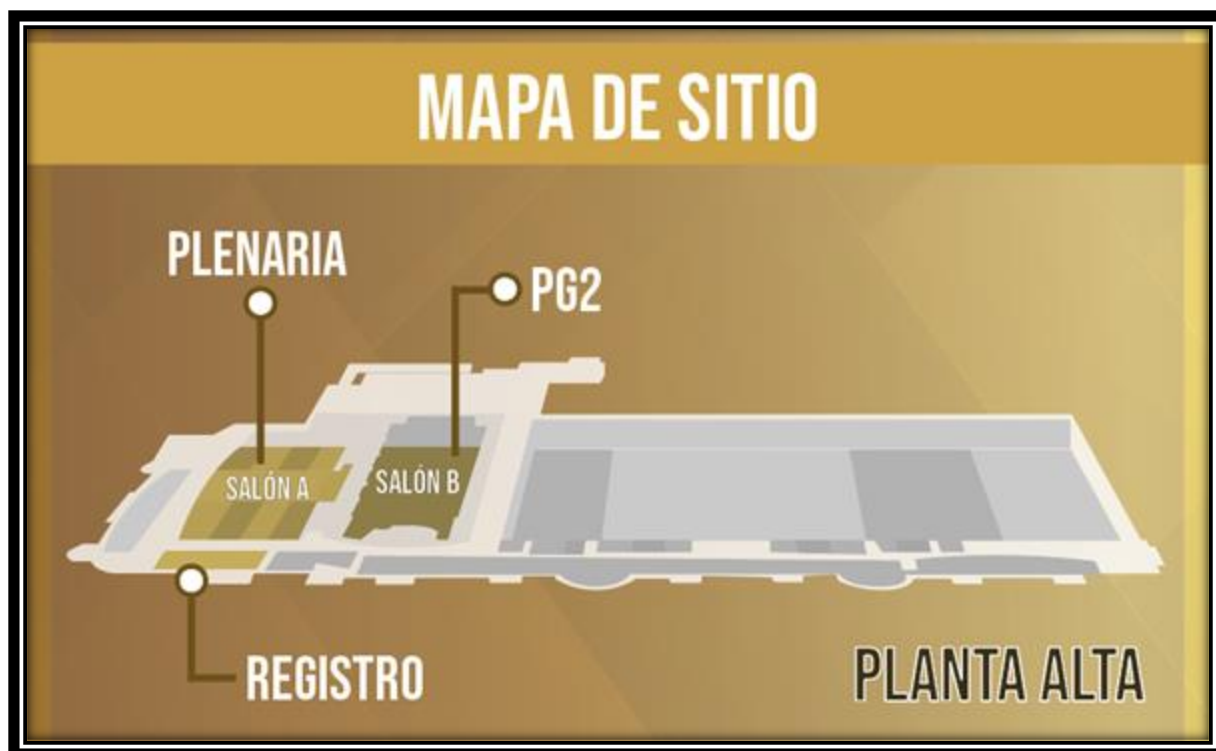 MAPA DE SITIO
PLENARIA
PG2
SALÓN A
SALÓN B
REGISTRO
PLANTA ALTA